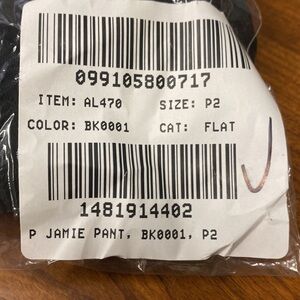 099105800717
ITEM: AL470 SIZE: P2
COLOR: BK0001 CAT: FLAT
1481914402
P JAMIE PANT, BK0001, P2